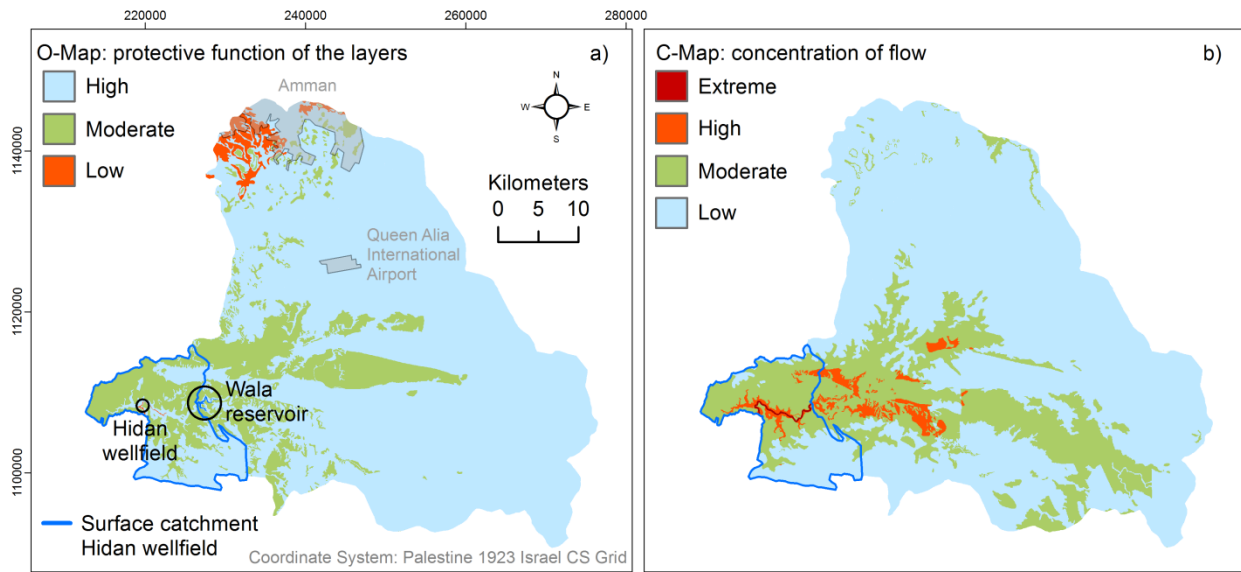 220000 240000 260000 280000
O-Map: protective function of the layers a)
High
Moderate
Low
Amman
N
W E
S
Kilometers
0 5 10
Queen Alia
International
Airport
Wala
reservoir
Hidan
wellfield
Surface catchment
Hidan wellfield
Coordinate System: Palestine 1923 Israel CS Grid
1140000
1120000
1100000
C-Map: concentration of flow b)
Extreme
High
Moderate
Low